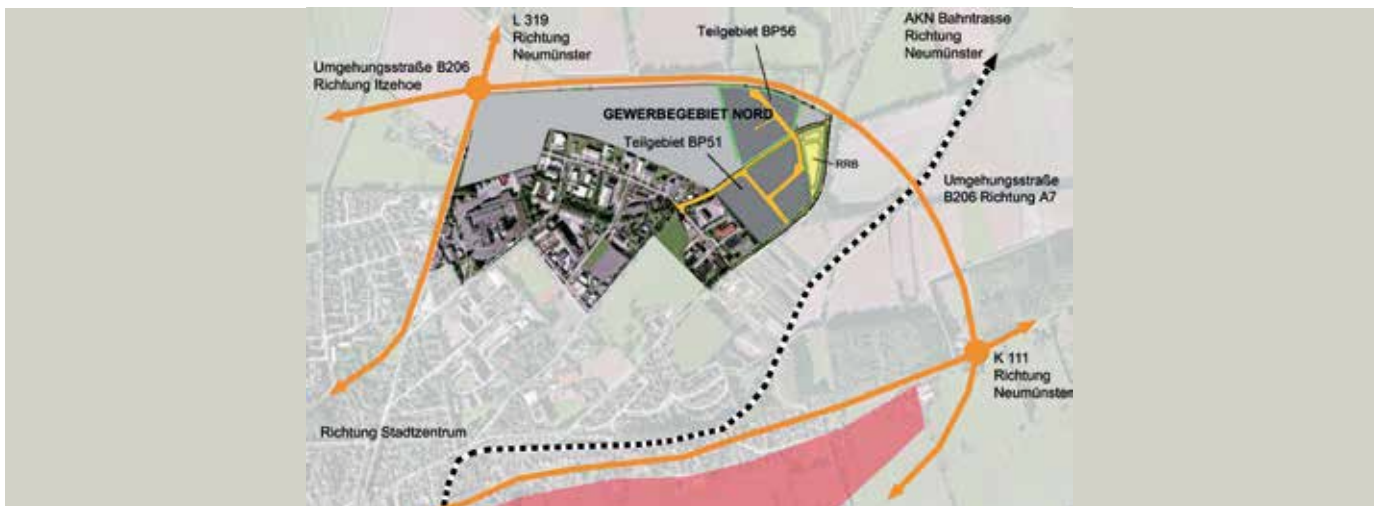 L 319
Richtung
Neumünster
Teilgebiet BP56
AKN Bahntrasse
Richtung
Neumünster
Umgehungsstraße B206
Richtung Itzehoe
GEWERBEGEBIET NORD
Teilgebiet BP51
RRB
Umgehungsstraße
B206 Richtung A7
K 111
Richtung
Neumünster
Richtung Stadtzentrum